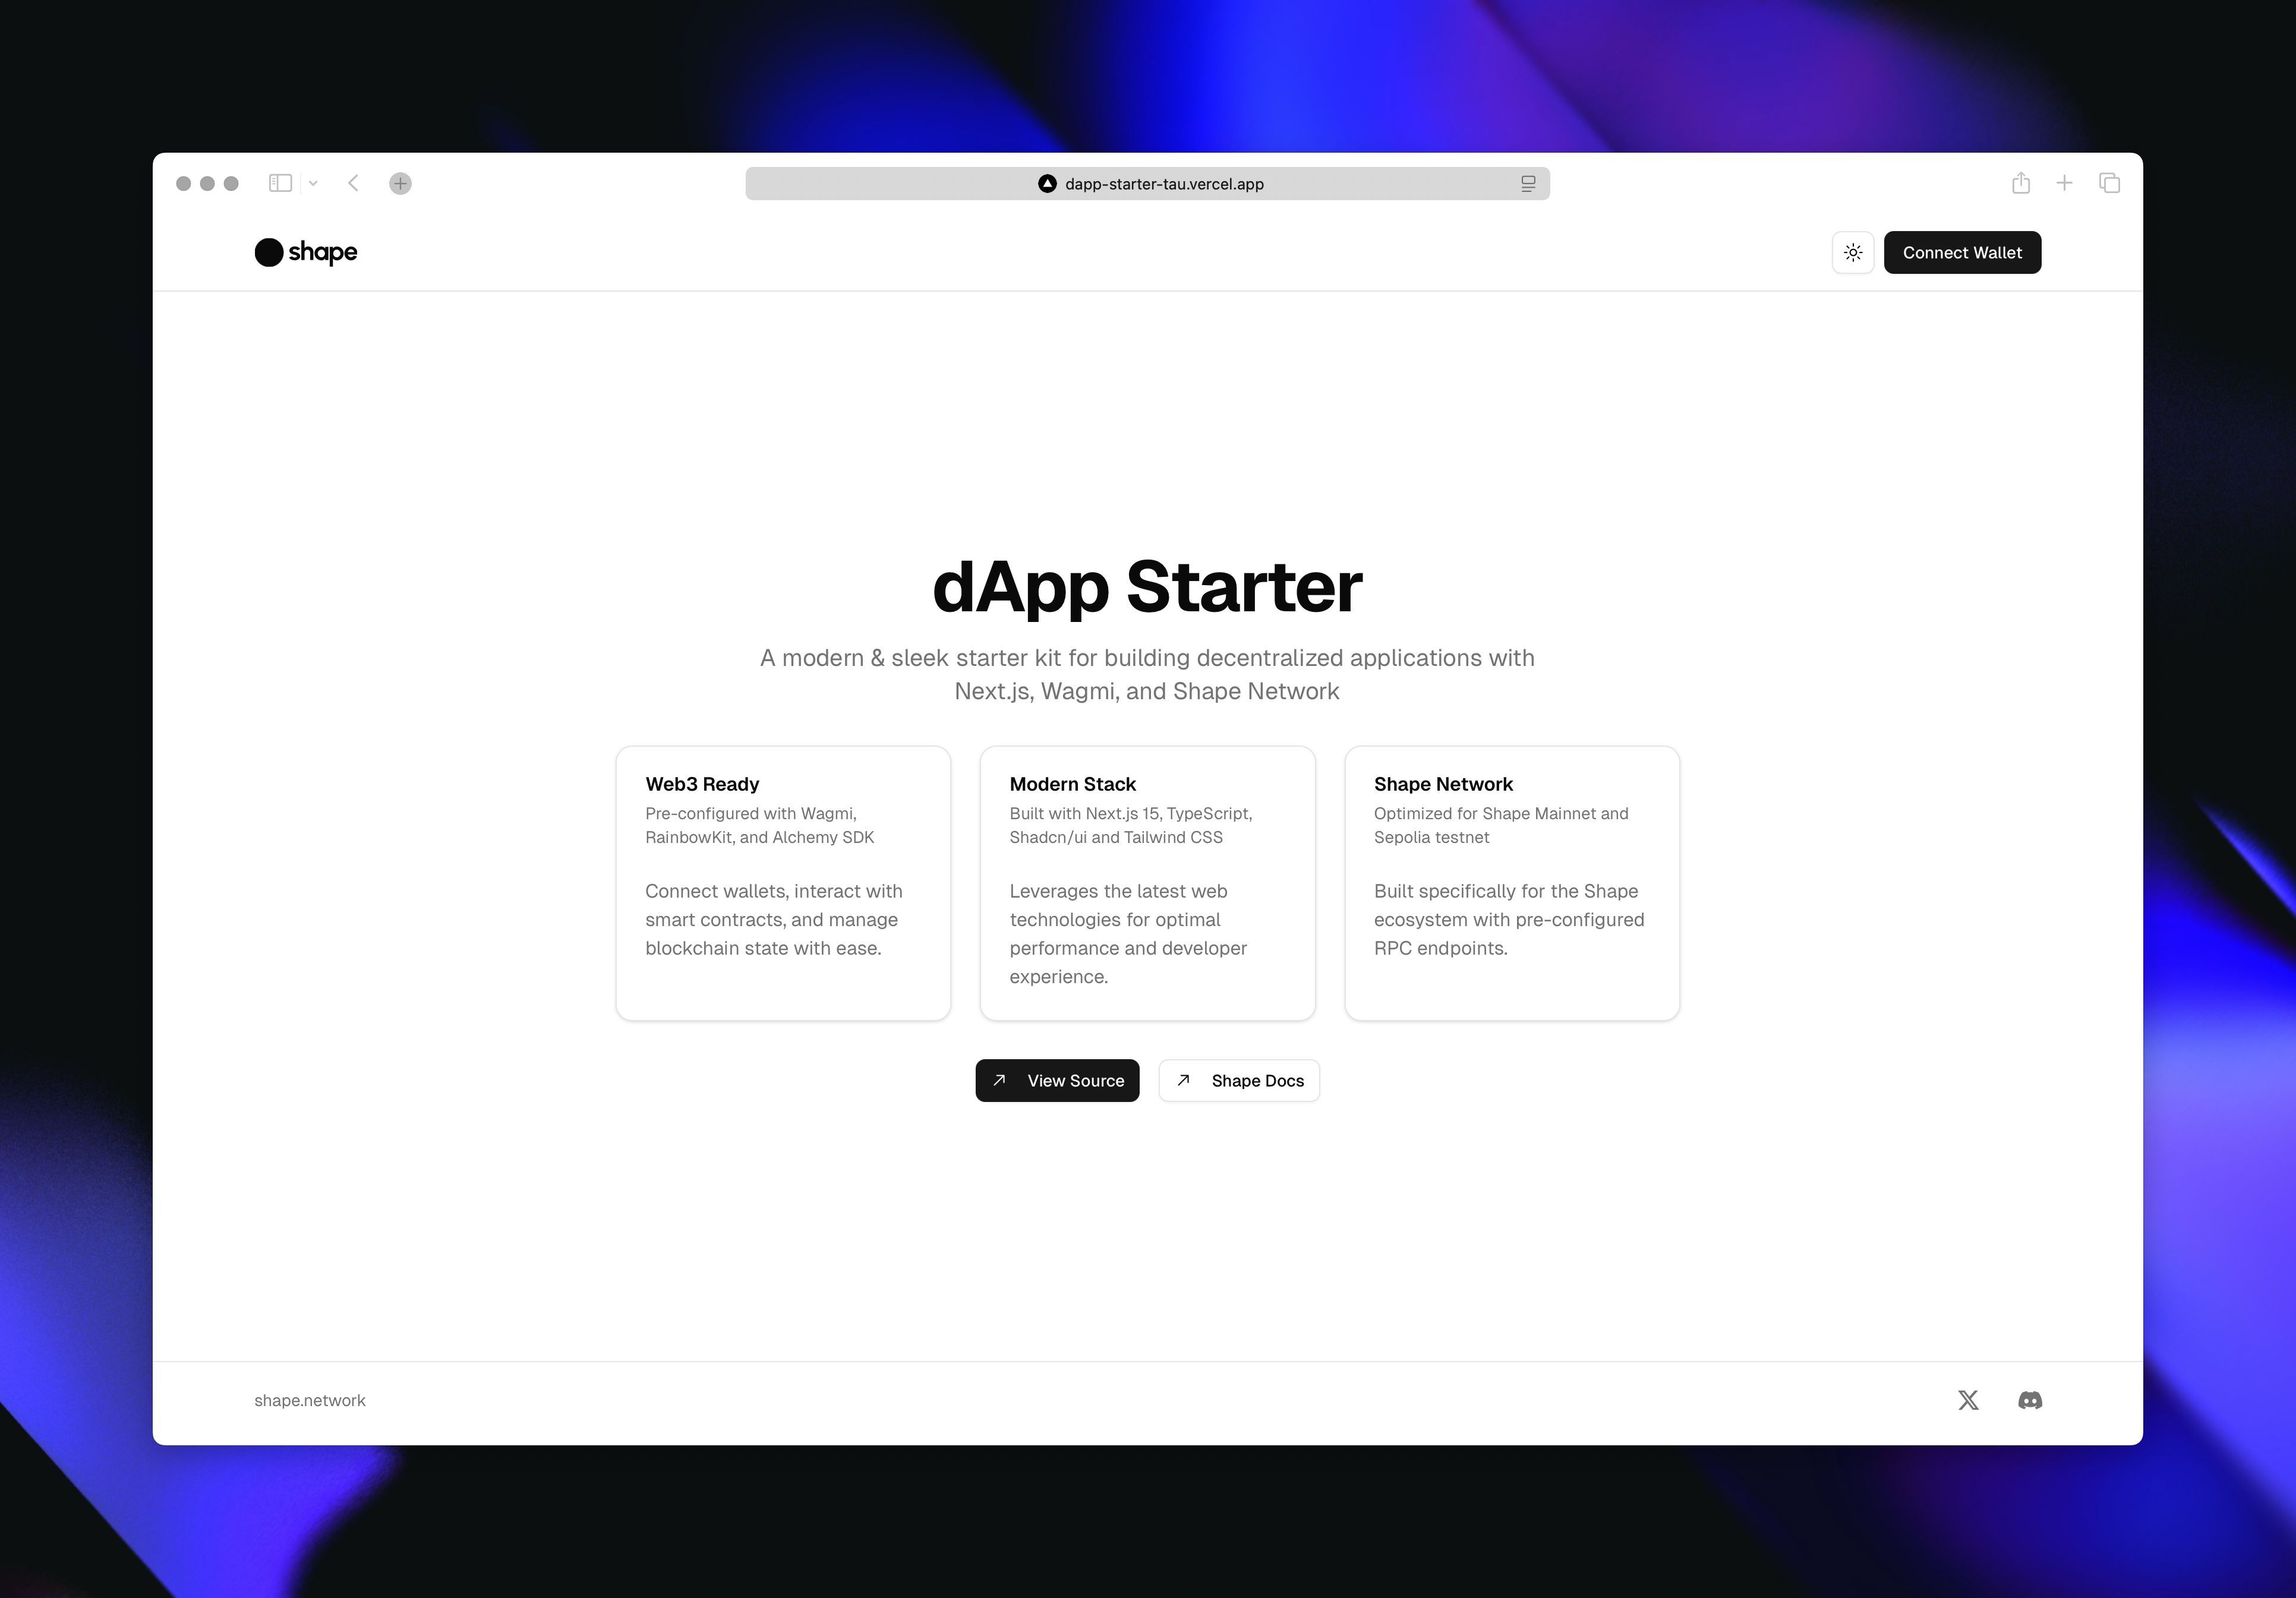 dapp-starter-tau.vercel.app
shape
Connect Wallet
dApp Starter
A modern & sleek starter kit for building decentralized applications with
Next.js, Wagmi, and Shape Network
Web3 Ready
Pre-configured with Wagmi,
RainbowKit, and Alchemy SDK
Connect wallets, interact with
smart contracts, and manage
blockchain state with ease.
Modern Stack
Built with Next.js 15, TypeScript,
Shadcn/ui and Tailwind CSS
Leverages the latest web
technologies for optimal
performance and developer
experience.
Shape Network
Optimized for Shape Mainnet and
Sepolia testnet
Built specifically for the Shape
ecosystem with pre-configured
RPC endpoints.
View Source
Shape Docs
shape.network